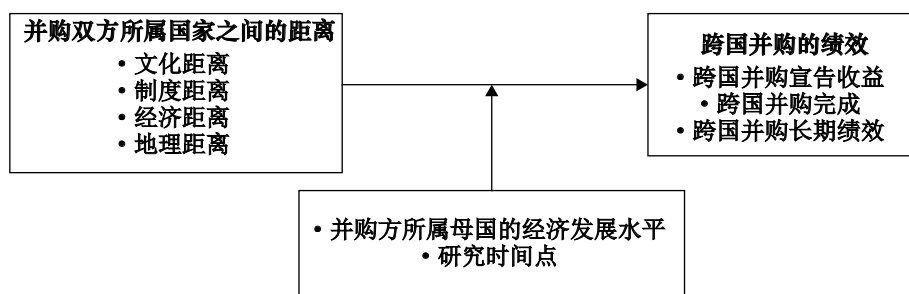 并购双方所属国家之间的距离
• 文化距离
• 制度距离
• 经济距离
• 地理距离
跨国并购的绩效
• 跨国并购宣告收益
• 跨国并购完成
• 跨国并购长期绩效
• 并购方所属母国的经济发展水平
• 研究时间点